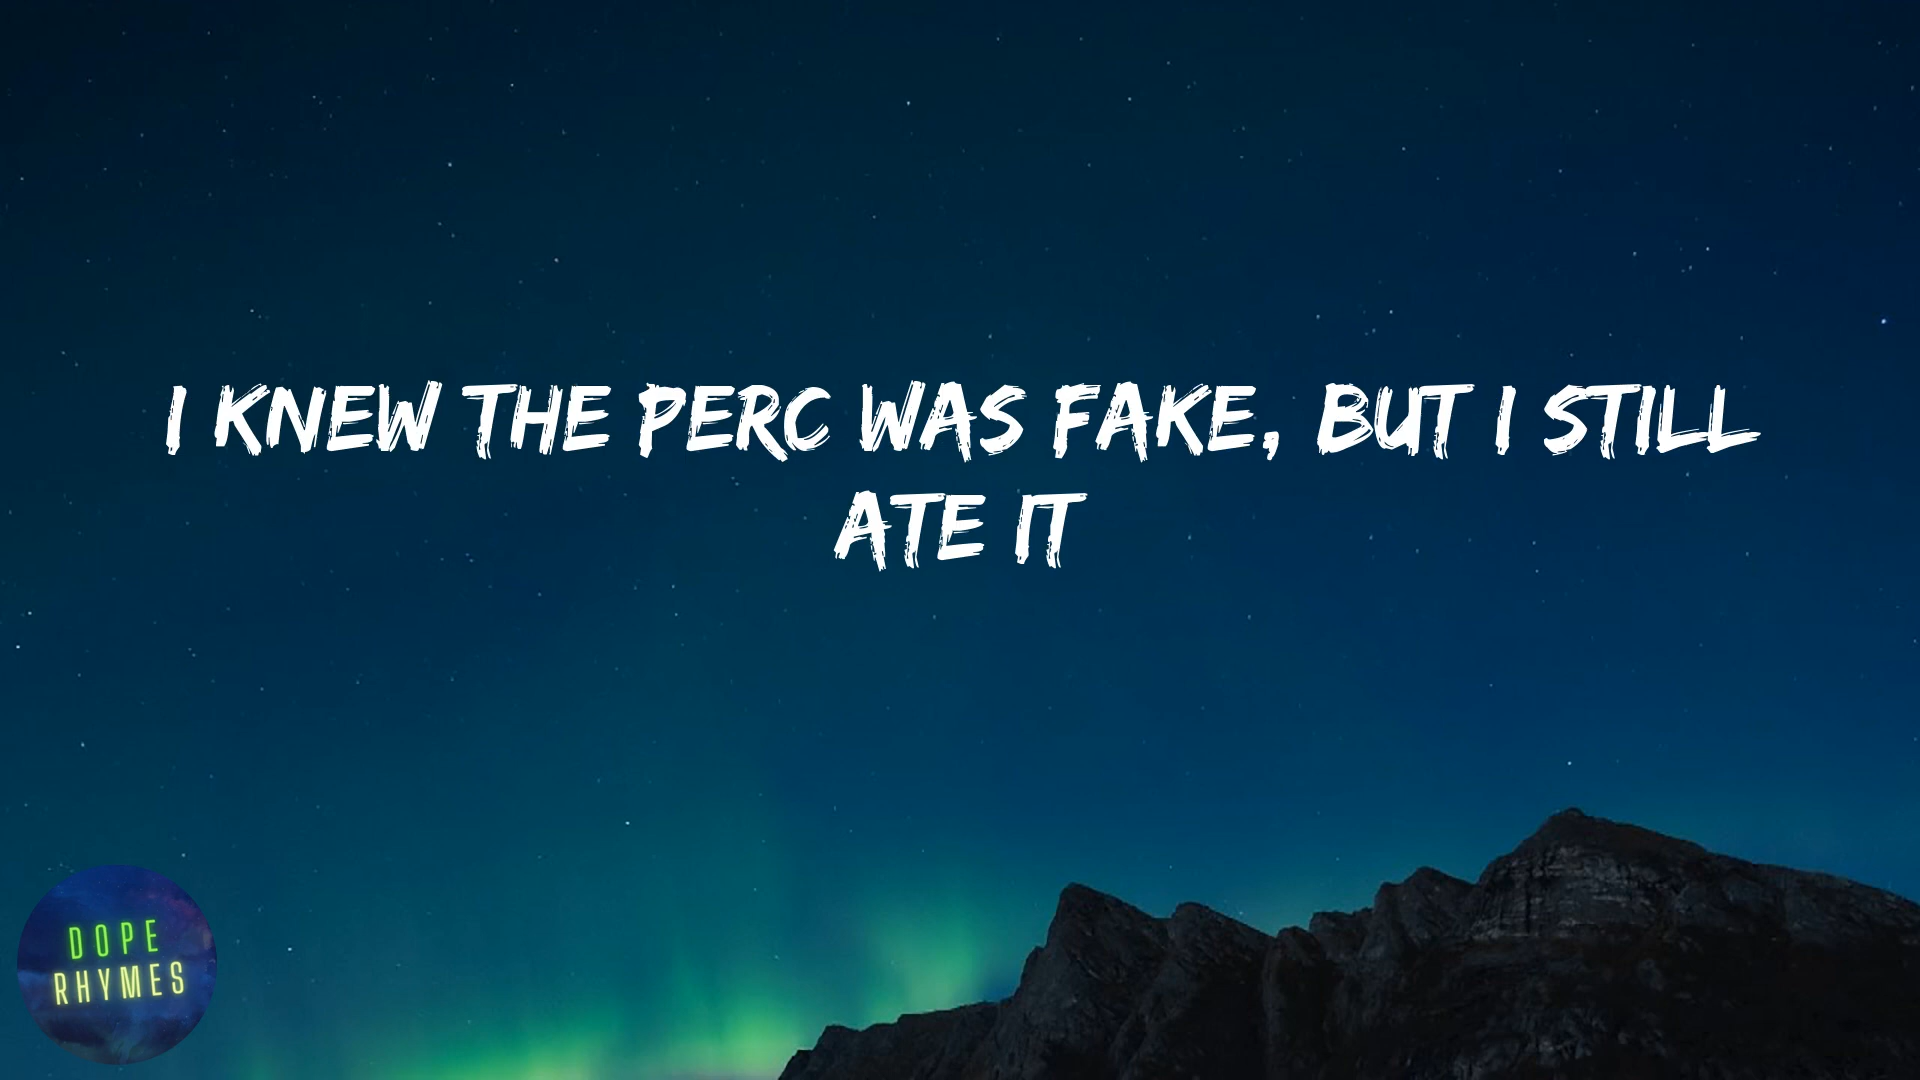 I KNEW THE PERC WAS FAKE, BUT I STILL
ATE IT
DOPE
RHYMES